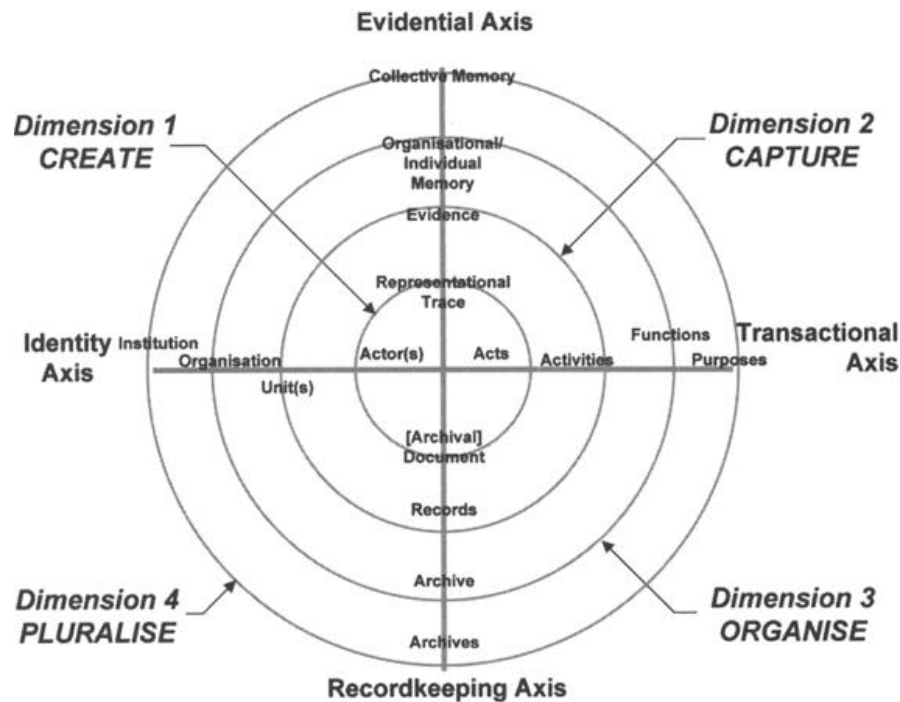 Evidential Axis
Collective Memory
Dimension 1
CREATE
Dimension 2
CAPTURE
Organisational/
Individual
Memory
Evidence
Representational
Trace
Identity
Axis
Institution
Organisation
Unit(s)
Actor(s)
Acts
Activities
Functions
Purposes
Transactional
Axis
[Archival]
Document
Records
Archive
Archives
Dimension 4
PLURALISE
Dimension 3
ORGANISE
Recordkeeping Axis